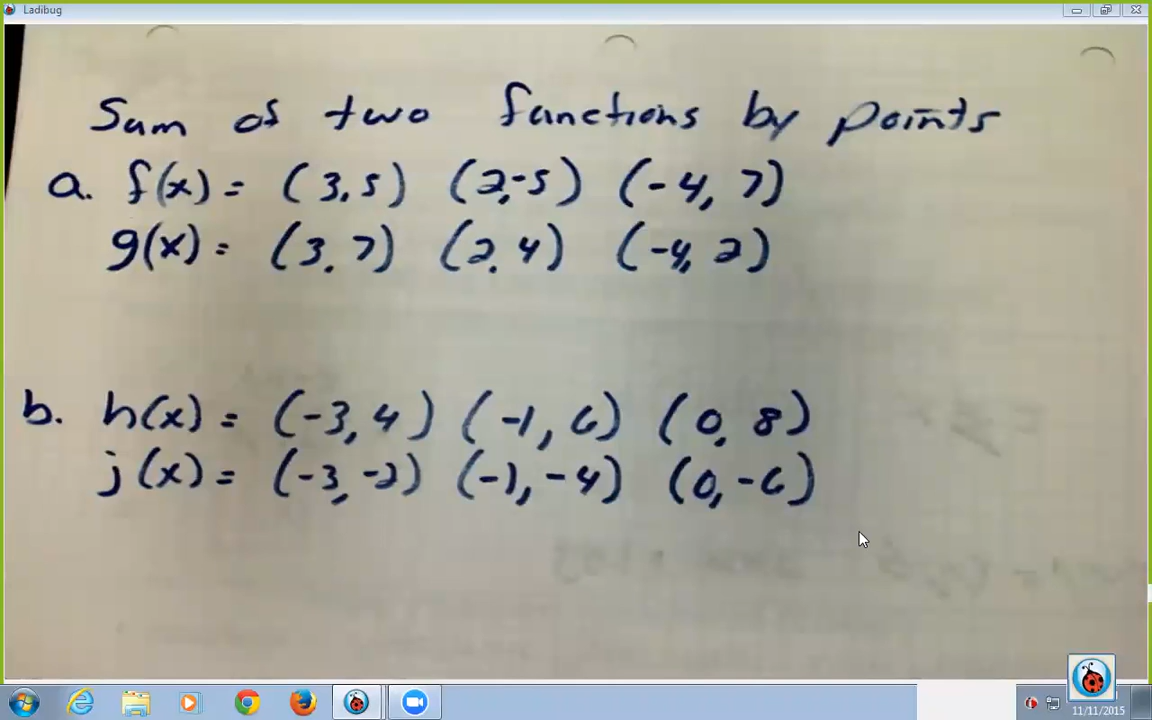 Ladibug
Sum of two functions by points
a. f(x) = (3,5) (2,-5) (-4, 7)
g(x) = (3,7) (2,4) (-4,2)
b. h(x) = (-3,4) (-1,6) (0, 8)
j(x) = (-3,-2) (-1,-4) (0,-6)
11/11/2015